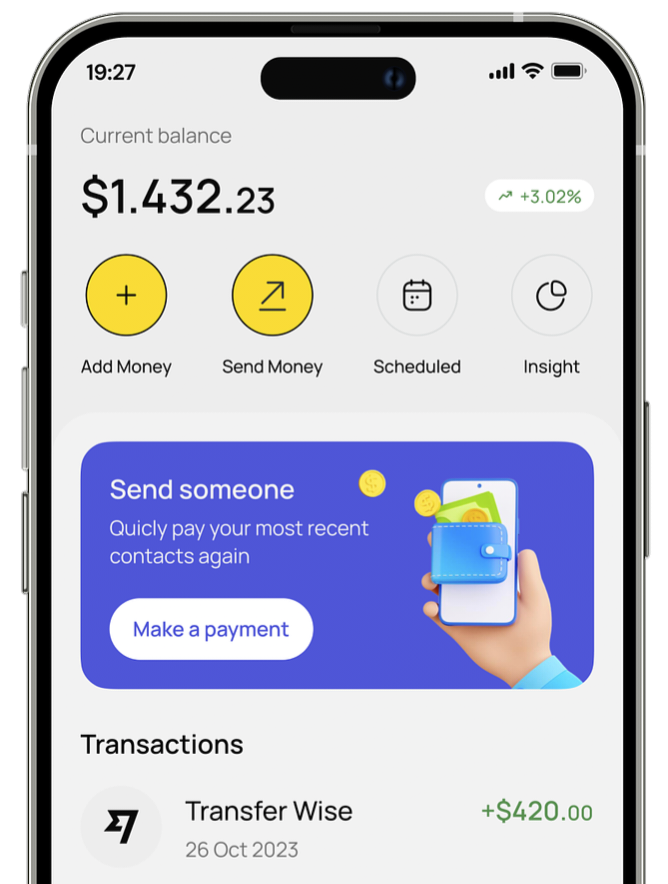 19:27
Current balance
$1.432.23
+3.02%
Add Money
Send Money
Scheduled
Insight
Send someone
Quicly pay your most recent
contacts again
Make a payment
Transactions
Transfer Wise
+$420.00
26 Oct 2023